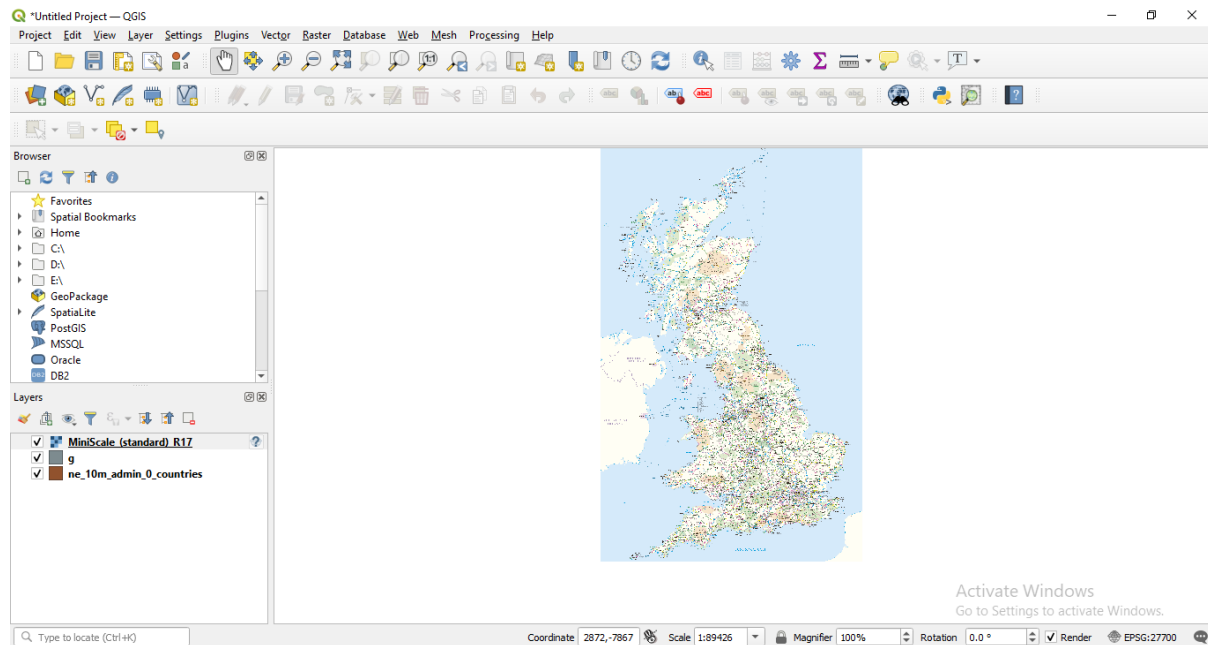 *Untitled Project — QGIS
Project Edit View Layer Settings Plugins Vector Raster Database Web Mesh Processing Help
Browser
Favorites
Spatial Bookmarks
Home
C:\
D:\
E:\
GeoPackage
SpatiaLite
PostGIS
MSSQL
Oracle
DB2
Layers
MiniScale (standard) R17
g
ne_10m_admin_0_countries
Activate Windows
Go to Settings to activate Windows.
Type to locate (Ctrl+K) Coordinate 2872,-7867 Scale 1:89426 Magnifier 100% Rotation 0.0 ° Render EPSG:27700